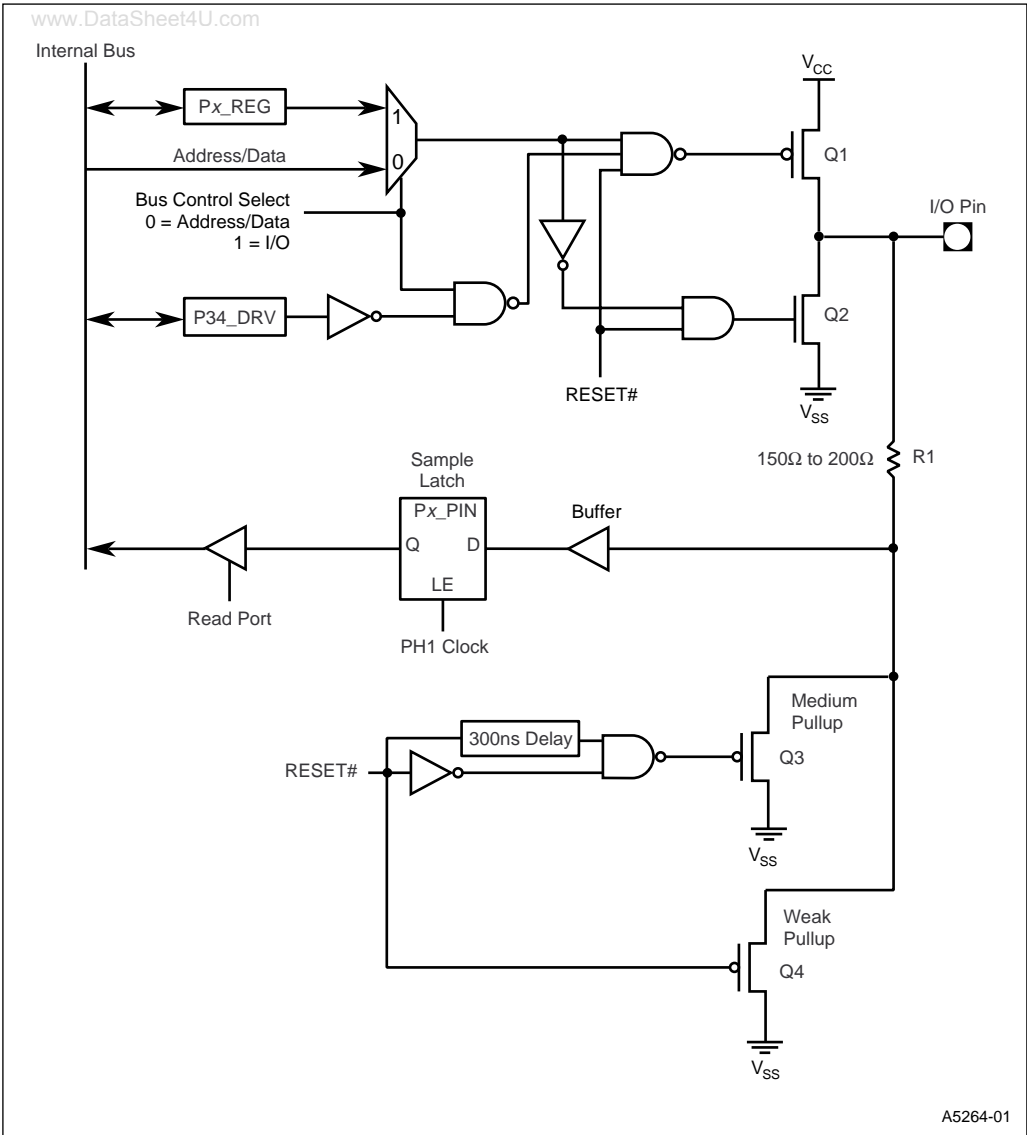 www.DataSheet4U.com
Internal Bus
Px_REG
1
Address/Data
0
Bus Control Select
0 = Address/Data
1 = I/O
P34_DRV
RESET#
VCC
Q1
I/O Pin
Q2
VSS
150Ω to 200Ω
R1
Sample
Latch
Px_PIN
Q
D
LE
Buffer
Read Port
PH1 Clock
Medium
Pullup
300ns Delay
RESET#
Q3
VSS
Weak
Pullup
Q4
VSS
A5264-01